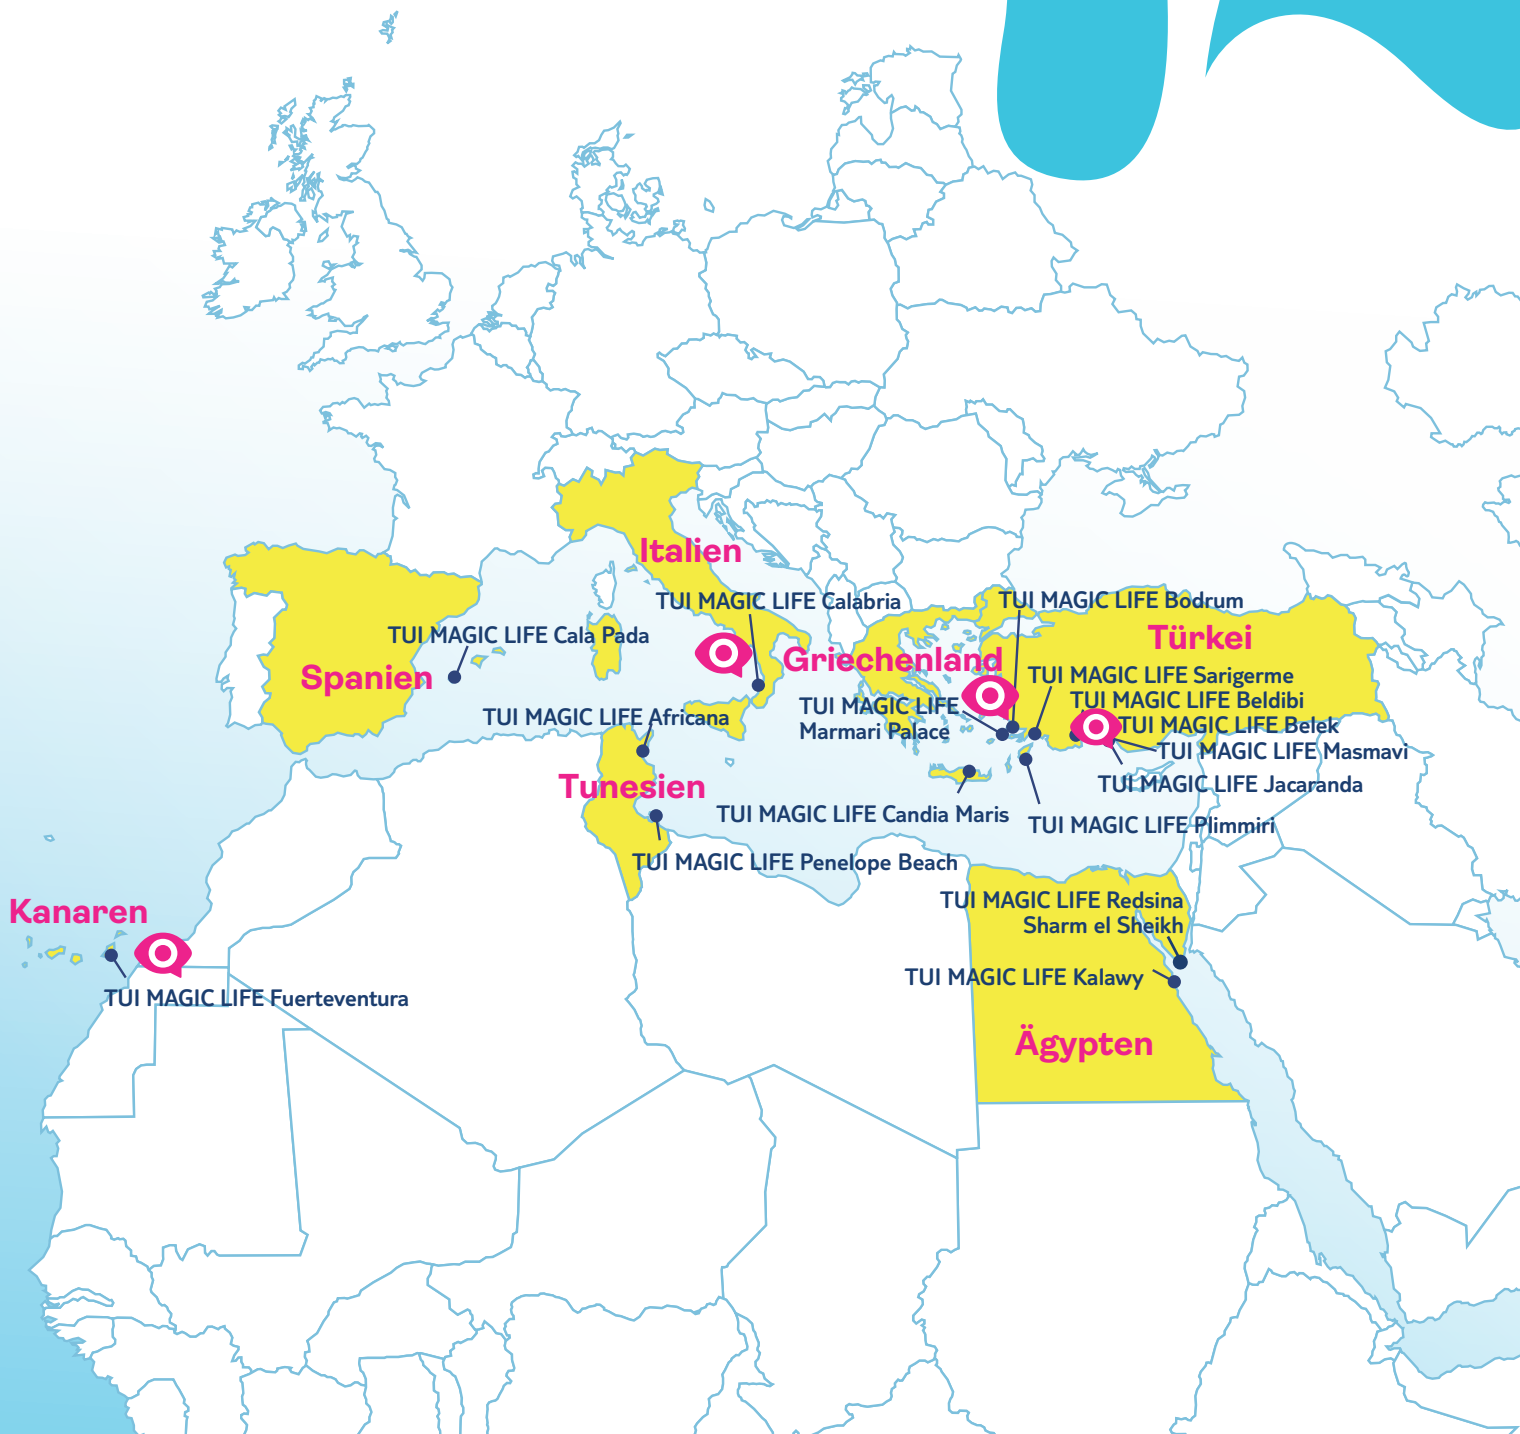 Italien
TUI MAGIC LIFE Calabria
TUI MAGIC LIFE Bodrum
TUI MAGIC LIFE Cala Pada
Türkei
Spanien
Griechenland
TUI MAGIC LIFE Sarigerme
TUI MAGIC LIFE Beldibi
TUI MAGIC LIFE
Marmari Palace
TUI MAGIC LIFE Africana
TUI MAGIC LIFE Belek
TUI MAGIC LIFE Masmavi
Tunesien
TUI MAGIC LIFE Jacaranda
TUI MAGIC LIFE Candia Maris
TUI MAGIC LIFE Plimmiri
TUI MAGIC LIFE Penelope Beach
Kanaren
TUI MAGIC LIFE Redsina
Sharm el Sheikh
TUI MAGIC LIFE Kalawy
TUI MAGIC LIFE Fuerteventura
Ägypten